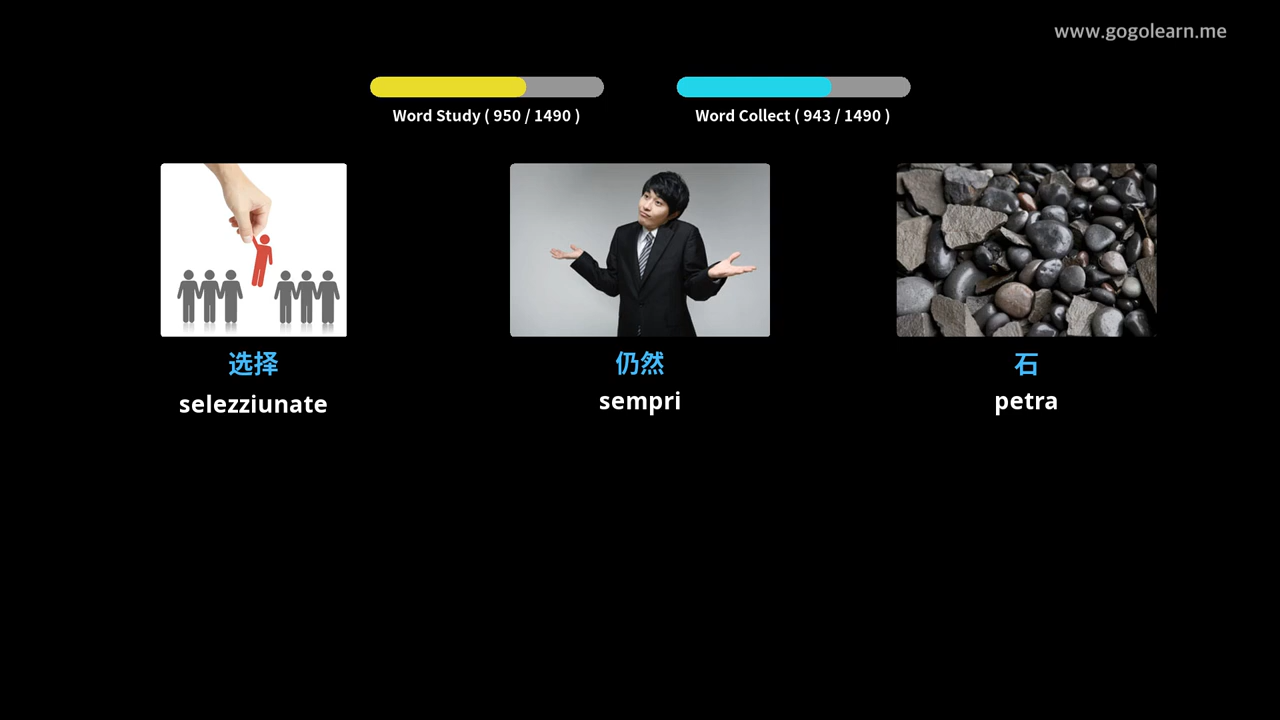 www.gogolearn.me
Word Study ( 950 / 1490 )
Word Collect ( 943 / 1490 )
选择
selezziunate
仍然
sempri
石
petra